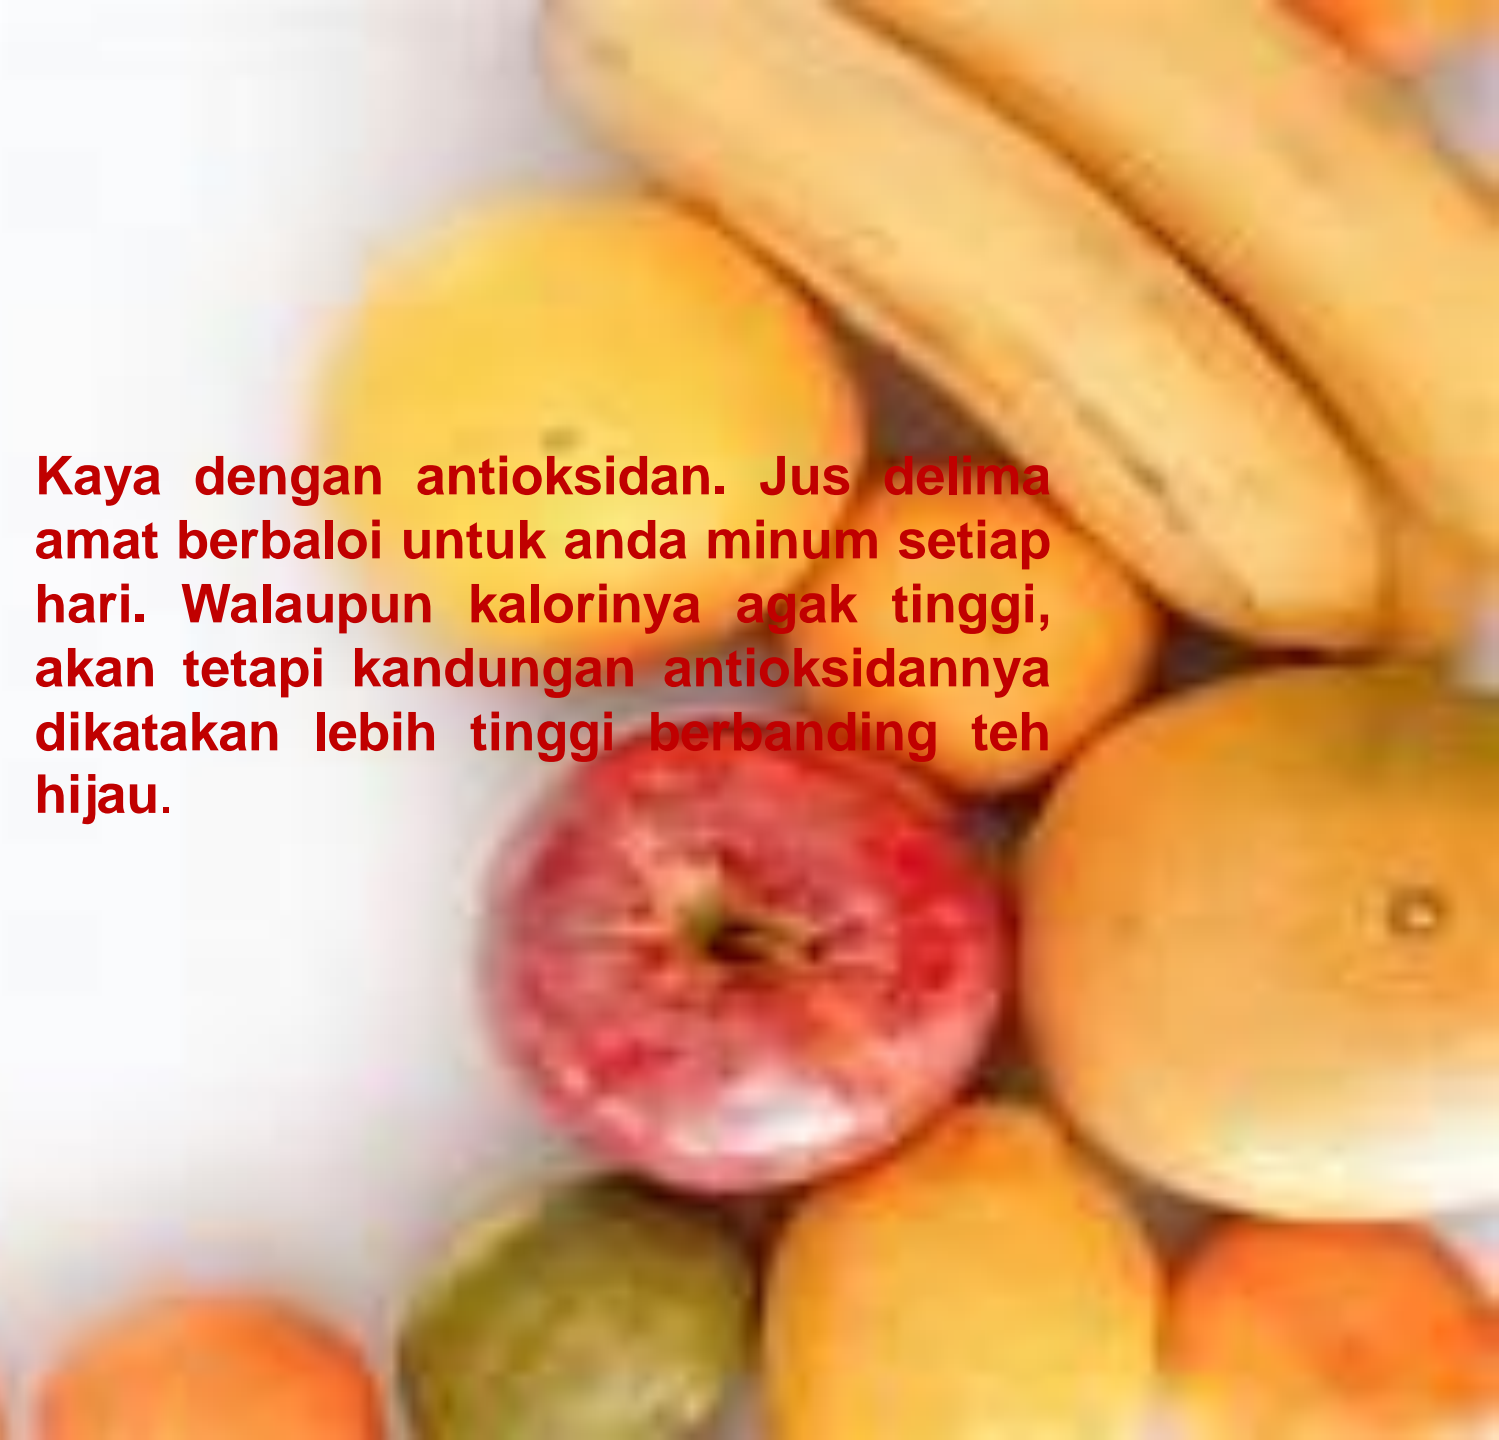 Kaya dengan antioksidan. Jus delima
amat berbaloi untuk anda minum setiap
hari. Walaupun kalorinya agak tinggi,
akan tetapi kandungan antioksidannya
dikatakan lebih tinggi berbanding teh
hijau.